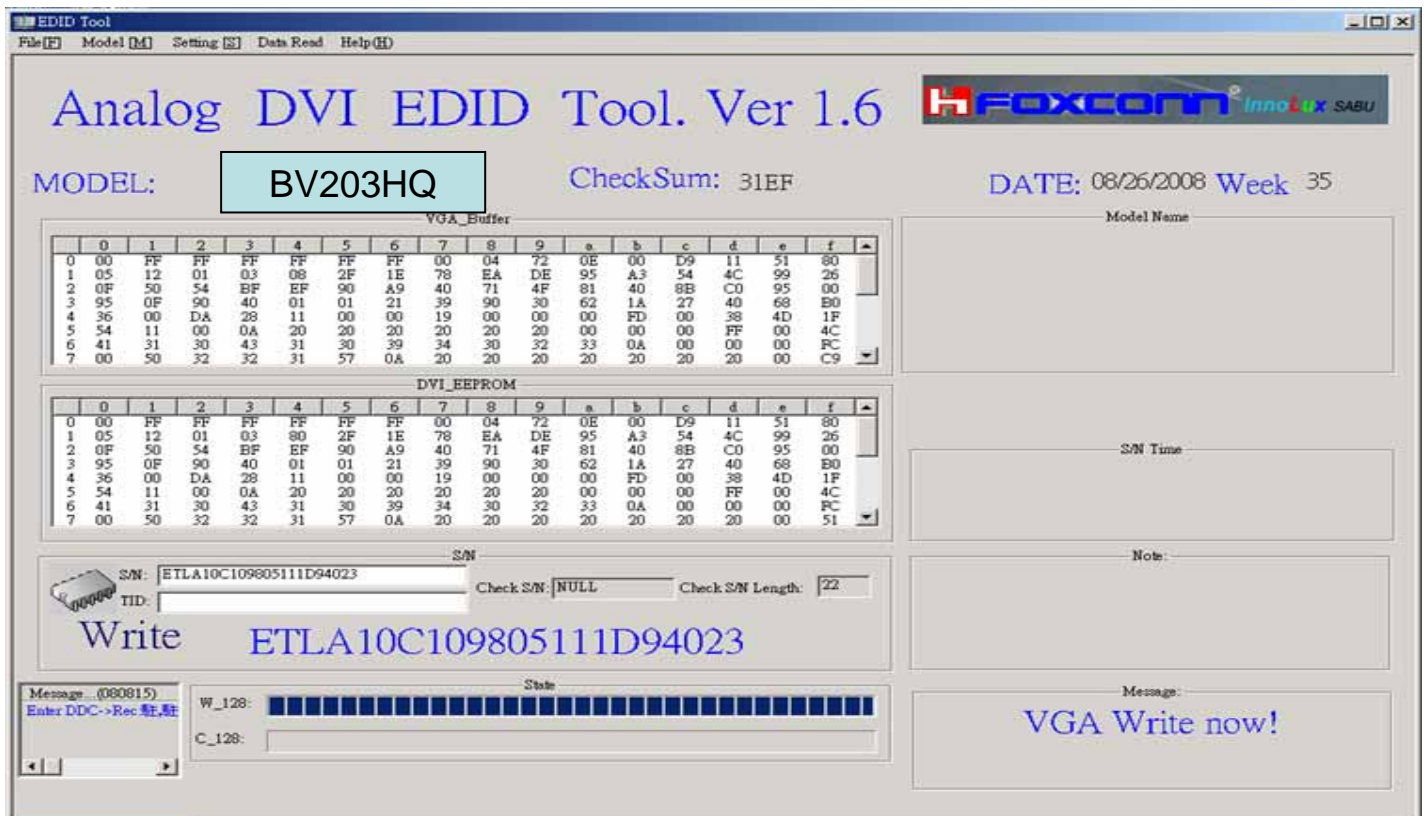 EDID Tool
File[F] Model [M] Setting [S] Data Read Help(H)
Analog DVI EDID Tool. Ver 1.6
FOXCONN® InnoLux SABU
MODEL: BV203HQ CheckSum: 31EF DATE: 08/26/2008 Week 35
VGA_Buffer
0 1 2 3 4 5 6 7 8 9 a b c d e f
0 00 FF FF FF FF FF FF 00 04 72 0E 00 D9 11 51 80
1 05 12 01 03 08 2F 1E 78 EA DE 95 A3 54 4C 99 26
2 0F 50 54 BF EF 90 A9 40 71 4F 81 40 8B C0 95 00
3 95 0F 90 40 01 01 21 39 90 30 62 1A 27 40 68 B0
4 36 00 DA 28 11 00 00 19 00 00 00 FD 00 38 4D 1F
5 54 11 00 0A 20 20 20 20 20 20 00 00 00 FF 00 4C
6 41 31 30 43 31 30 39 34 30 32 33 0A 00 00 00 FC
7 00 50 32 32 31 57 0A 20 20 20 20 20 20 20 00 C9
Model Name
DVI_EEPROM
0 1 2 3 4 5 6 7 8 9 a b c d e f
0 00 FF FF FF FF FF FF 00 04 72 0E 00 D9 11 51 80
1 05 12 01 03 80 2F 1E 78 EA DE 95 A3 54 4C 99 26
2 0F 50 54 BF EF 90 A9 40 71 4F 81 40 8B C0 95 00
3 95 0F 90 40 01 01 21 39 90 30 62 1A 27 40 68 B0
4 36 00 DA 28 11 00 00 19 00 00 00 FD 00 38 4D 1F
5 54 11 00 0A 20 20 20 20 20 20 00 00 00 FF 00 4C
6 41 31 30 43 31 30 39 34 30 32 33 0A 00 00 00 FC
7 00 50 32 32 31 57 0A 20 20 20 20 20 20 20 00 51
S/N Time
S/N
S/N: ETLA10C109805111D94023
TID:
Check S/N: NULL Check S/N Length: 22
Write ETLA10C109805111D94023
Note:
Message...(080815)
Enter DDC->Rec 駐,駐
State
W_128:
C_128:
Message:
VGA Write now!